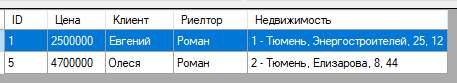 ID Цена Клиент Риелтор Недвижимость
1 2500000 Евгений Роман 1 - Тюмень, Энергостроителей, 25, 12
5 4700000 Олеся Роман 2 - Тюмень, Елизарова, 8, 44